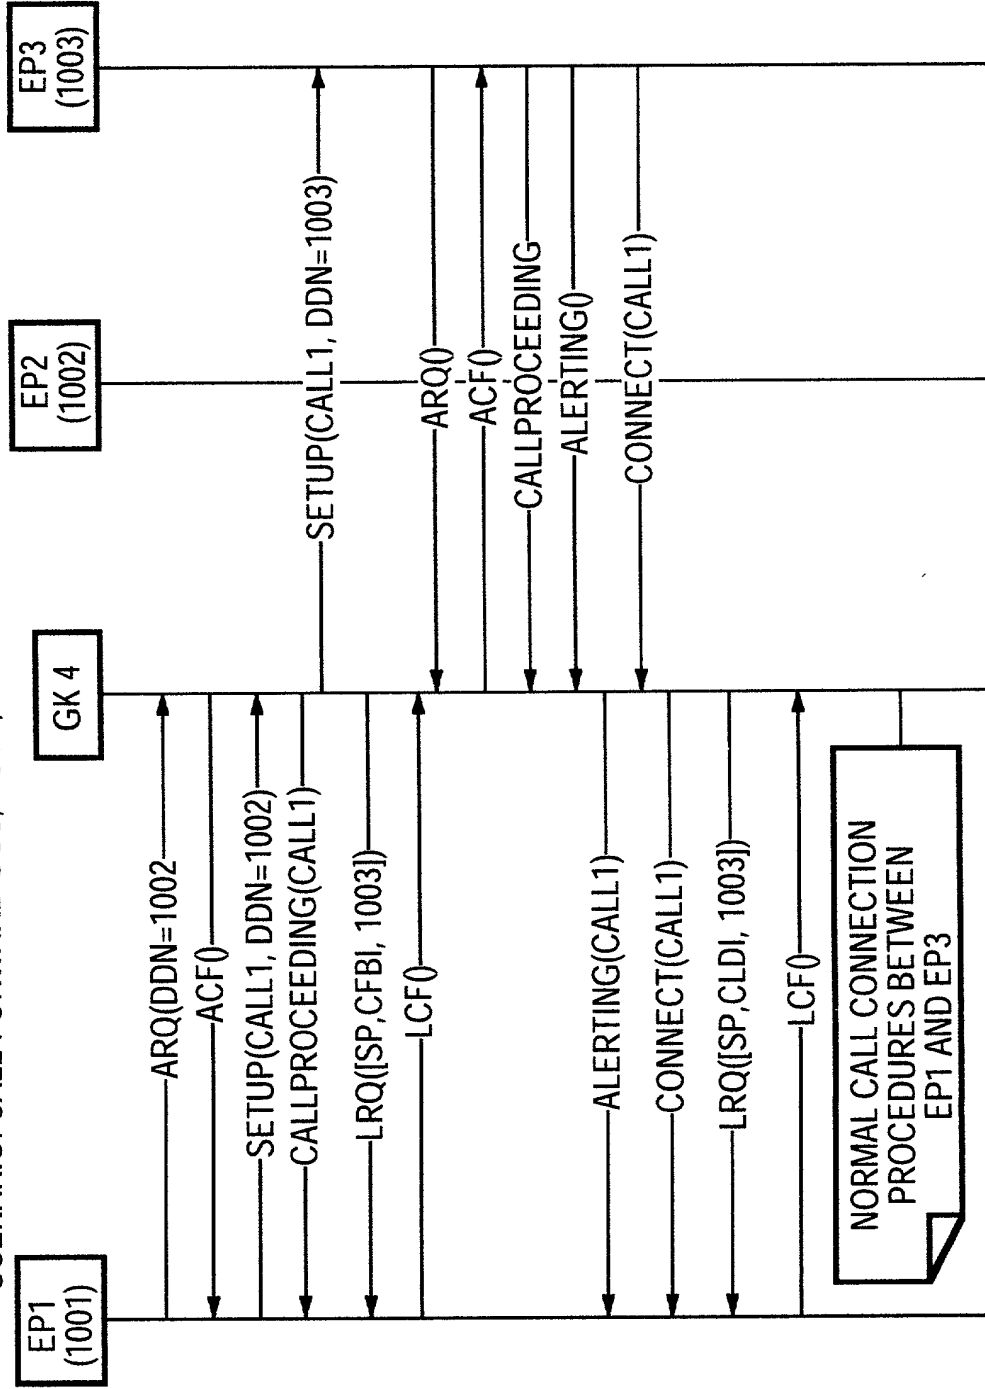 EP1
(1001)
GK 4
EP2
(1002)
EP3
(1003)
ARQ(DDN=1002
ACF()
SETUP(CALL1, DDN=1002)
CALLPROCEEDING(CALL1)
SETUP(CALL1, DDN=1003)
LRQ([SP,CFBI, 1003])
LCF()
ARQ()
ACF()
CALLPROCEEDING
ALERTING()
ALERTING(CALL1)
CONNECT(CALL1)
CONNECT(CALL1)
LRQ([SP,CLDI, 1003])
LCF()
NORMAL CALL CONNECTION
PROCEDURES BETWEEN
EP1 AND EP3